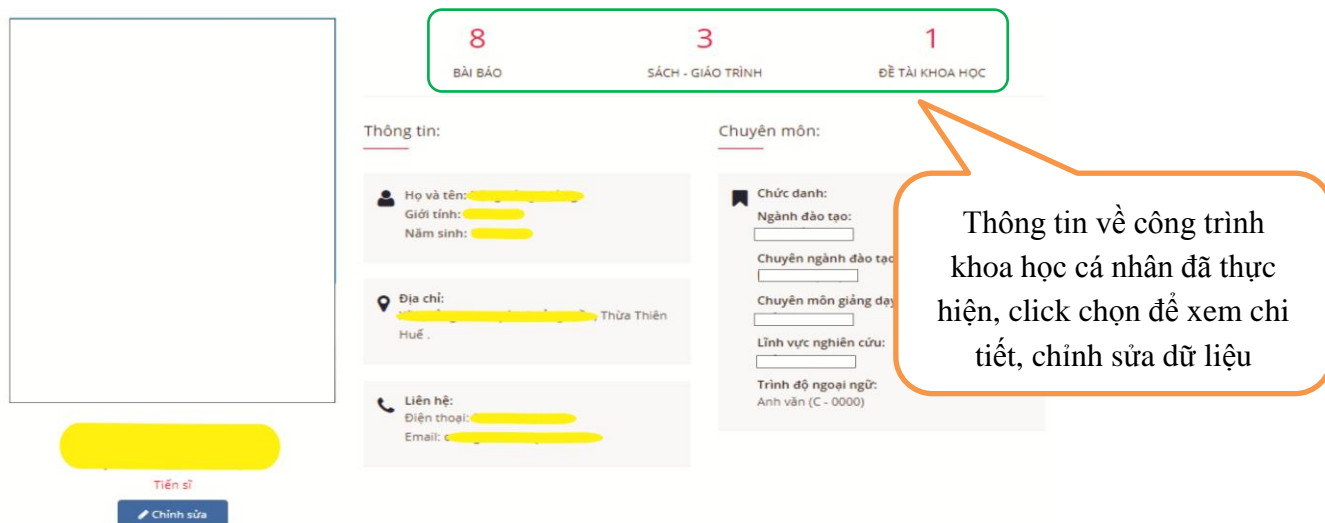 8
BÀI BÁO
3
SÁCH - GIÁO TRÌNH
1
ĐỀ TÀI KHOA HỌC
Thông tin:
Họ và tên:
Giới tính:
Năm sinh:
Địa chỉ:
, Thừa Thiên
Huế .
Liên hệ:
Điện thoại:
Email:
Chuyên môn:
Chức danh:
Ngành đào tạo:
Chuyên ngành đào tạo
Chuyên môn giảng dạy
Lĩnh vực nghiên cứu:
Trình độ ngoại ngữ:
Anh văn (C - 0000)
Thông tin về công trình
khoa học cá nhân đã thực
hiện, click chọn để xem chi
tiết, chỉnh sửa dữ liệu
Tiến sĩ
Chỉnh sửa